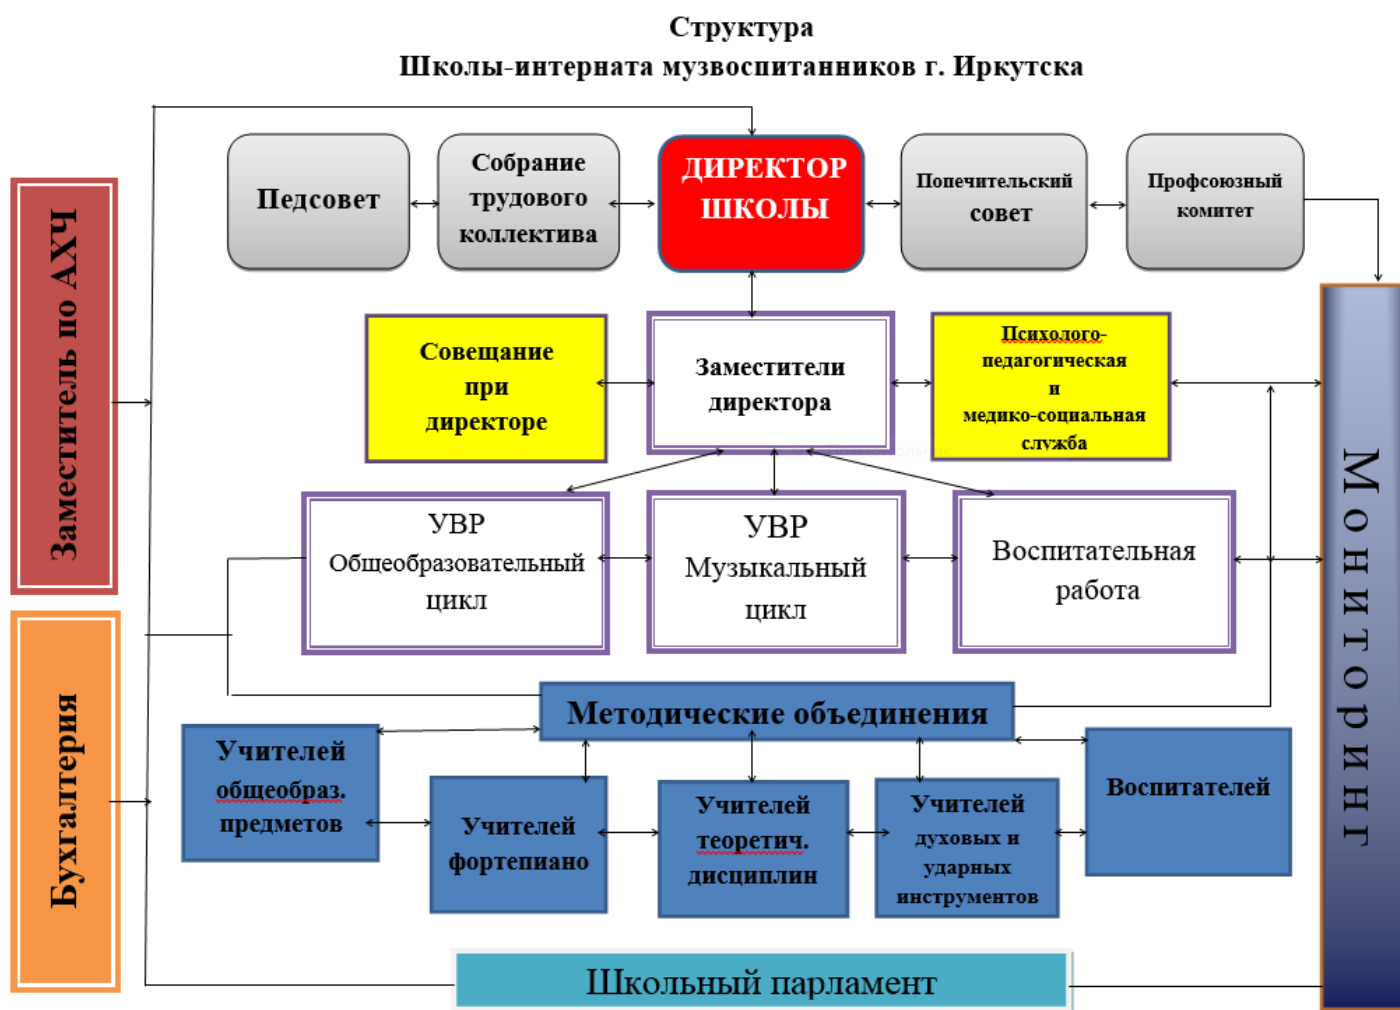 Структура
Школы-интерната музвоспитанников г. Иркутска
Педсовет
Собрание
трудового
коллектива
ДИРЕКТОР
ШКОЛЫ
Попечительский
совет
Профсоюзный
комитет
Заместитель по АХЧ
Совещание
при
директоре
Заместители
директора
Психолого-
педагогическая
и
медико-социальная
служба
Мониторинг
УВР
Общеобразовательный
цикл
УВР
Музыкальный
цикл
Воспитательная
работа
Бухгалтерия
Методические объединения
Учителей
общеобраз.
предметов
Учителей
фортепиано
Учителей
теоретич.
дисциплин
Учителей
духовых и
ударных
инструментов
Воспитателей
Школьный парламент